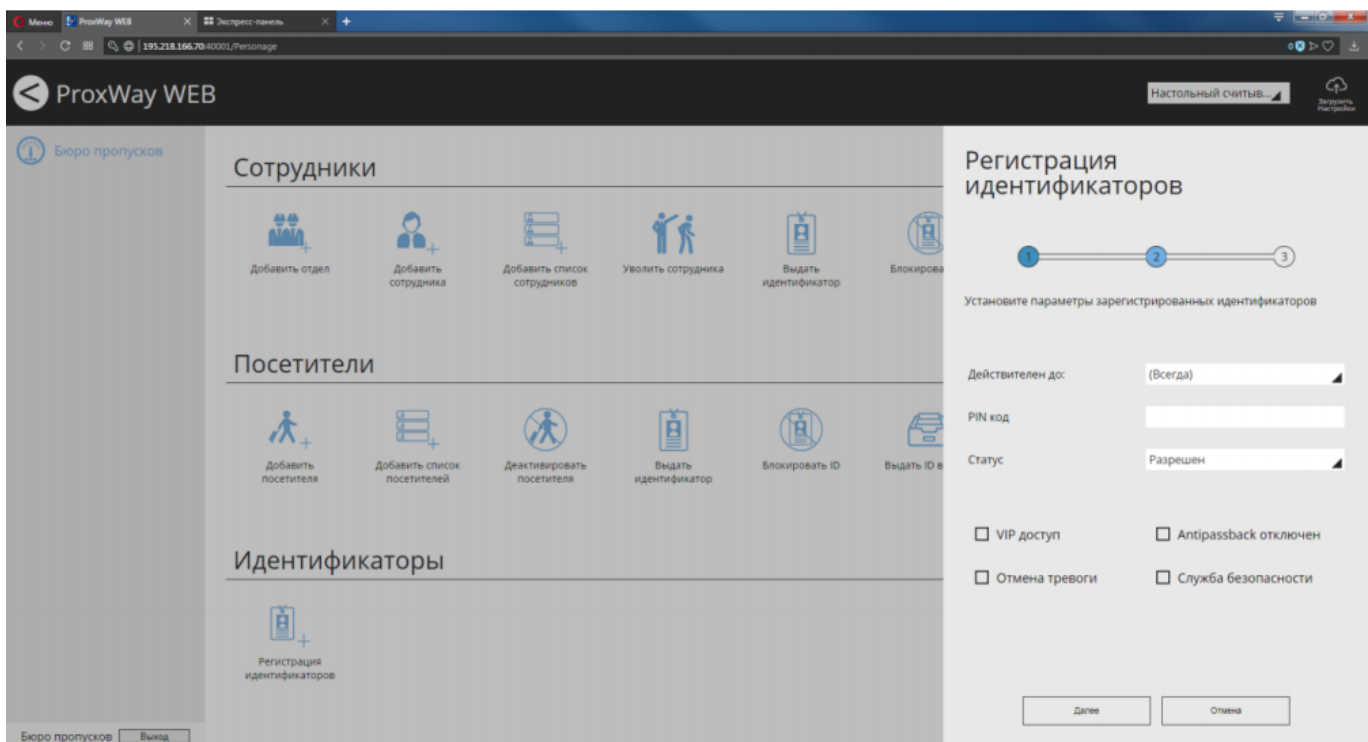 Меню
ProxWay WEB
Экспресс-панель
195.218.166.70:40001/Personage
0
ProxWay WEB
Настольный считыв...
Загрузить
Настройки
Бюро пропусков
Сотрудники
Добавить отдел
Добавить
сотрудника
Добавить список
сотрудников
Уволить сотрудника
Выдать
идентификатор
Блокирова
Посетители
Добавить
посетителя
Добавить список
посетителей
Деактивировать
посетителя
Выдать
идентификатор
Блокировать ID
Выдать ID в
Идентификаторы
Регистрация
идентификаторов
Бюро пропусков
Выход
Регистрация
идентификаторов
1
2
3
Установите параметры зарегистрированных идентификаторов
Действителен до:
(Всегда)
PIN код
Статус
Разрешен
VIP доступ
Antipassback отключен
Отмена тревоги
Служба безопасности
Далее
Отмена